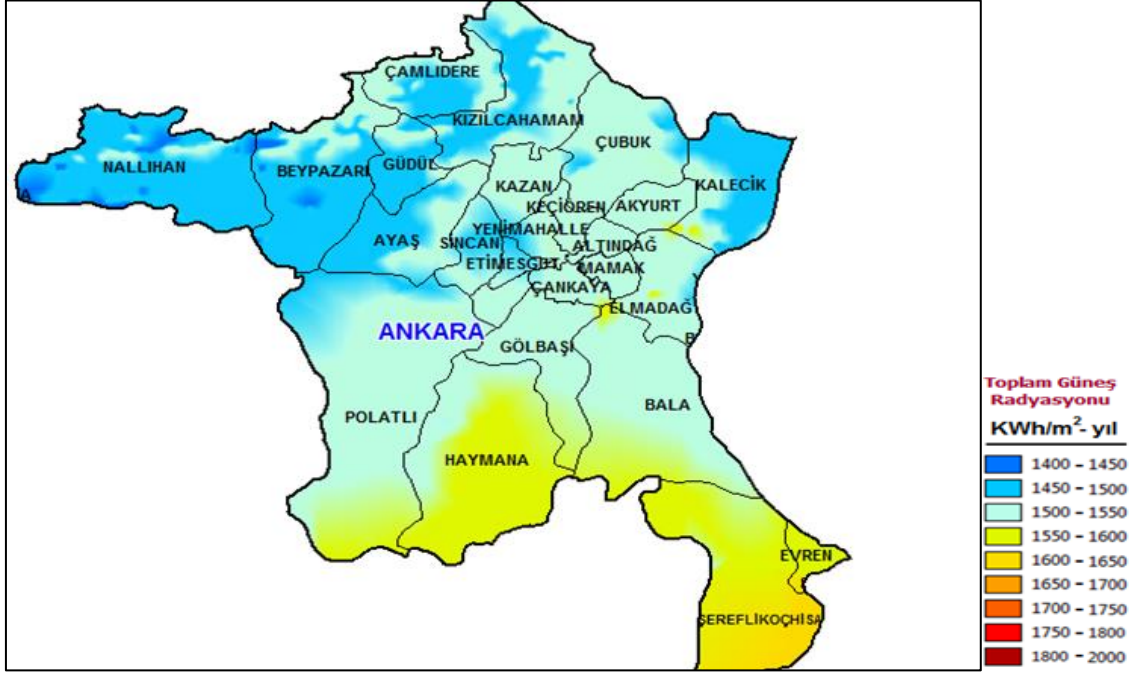 ÇAMLIDERE
KIZILCAHAMAM
ÇUBUK
NALLIHAN
BEYPAZARI
GÜDÜL
KAZAN
KALECİK
A
KEÇİÖREN
AKYURT
YENİMAHALLE
AYAŞ
SİNCAN
ALTINDAĞ
ETİMESGUT
MAMAK
ÇANKAYA
Y
ELMADAĞ
ANKARA
B
GÖLBAŞI
POLATLI
BALA
HAYMANA
EVREN
ŞEREFLİKOÇHİSA
Toplam Güneş
Radyasyonu
KWh/m²- yıl
1400 – 1450
1450 – 1500
1500 – 1550
1550 – 1600
1600 – 1650
1650 – 1700
1700 – 1750
1750 – 1800
1800 – 2000